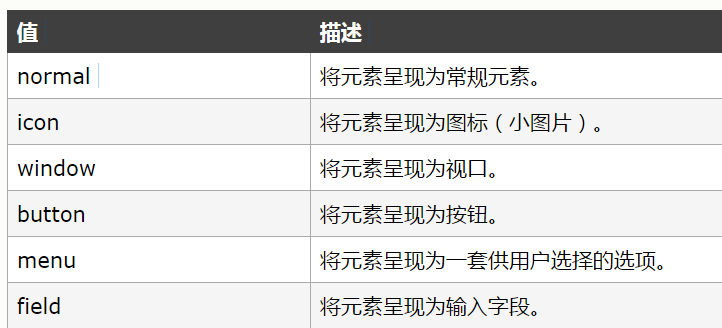 值 描述
normal 将元素呈现为常规元素。
icon 将元素呈现为图标（小图片）。
window 将元素呈现为视口。
button 将元素呈现为按钮。
menu 将元素呈现为一套供用户选择的选项。
field 将元素呈现为输入字段。